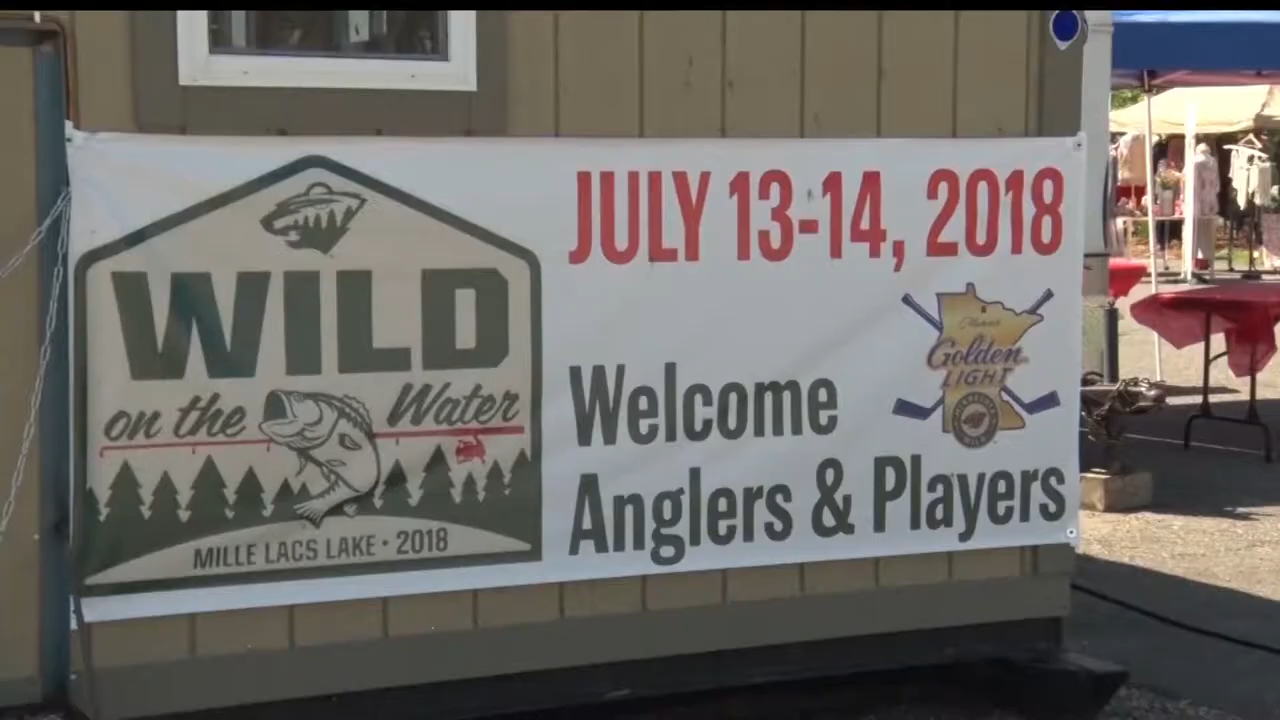 WILD
on the Water
MILLE LACS LAKE • 2018
JULY 13-14, 2018
Golden
LIGHT
Welcome
Anglers & Players